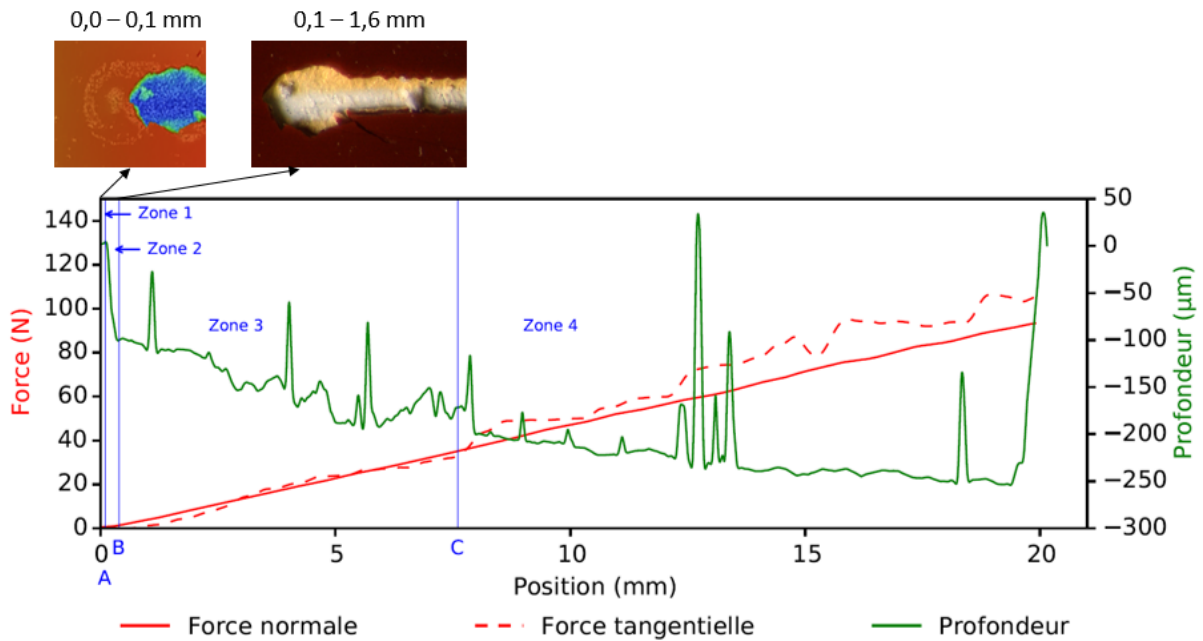 0,0 – 0,1 mm
0,1 – 1,6 mm
Force (N)
140
120
100
80
60
40
20
0
Zone 1
Zone 2
Zone 3
Zone 4
50
0
−50
−100
−150
−200
−250
−300
Profondeur (µm)
0
5
10
15
20
A
B
C
Position (mm)
Force normale
Force tangentielle
Profondeur